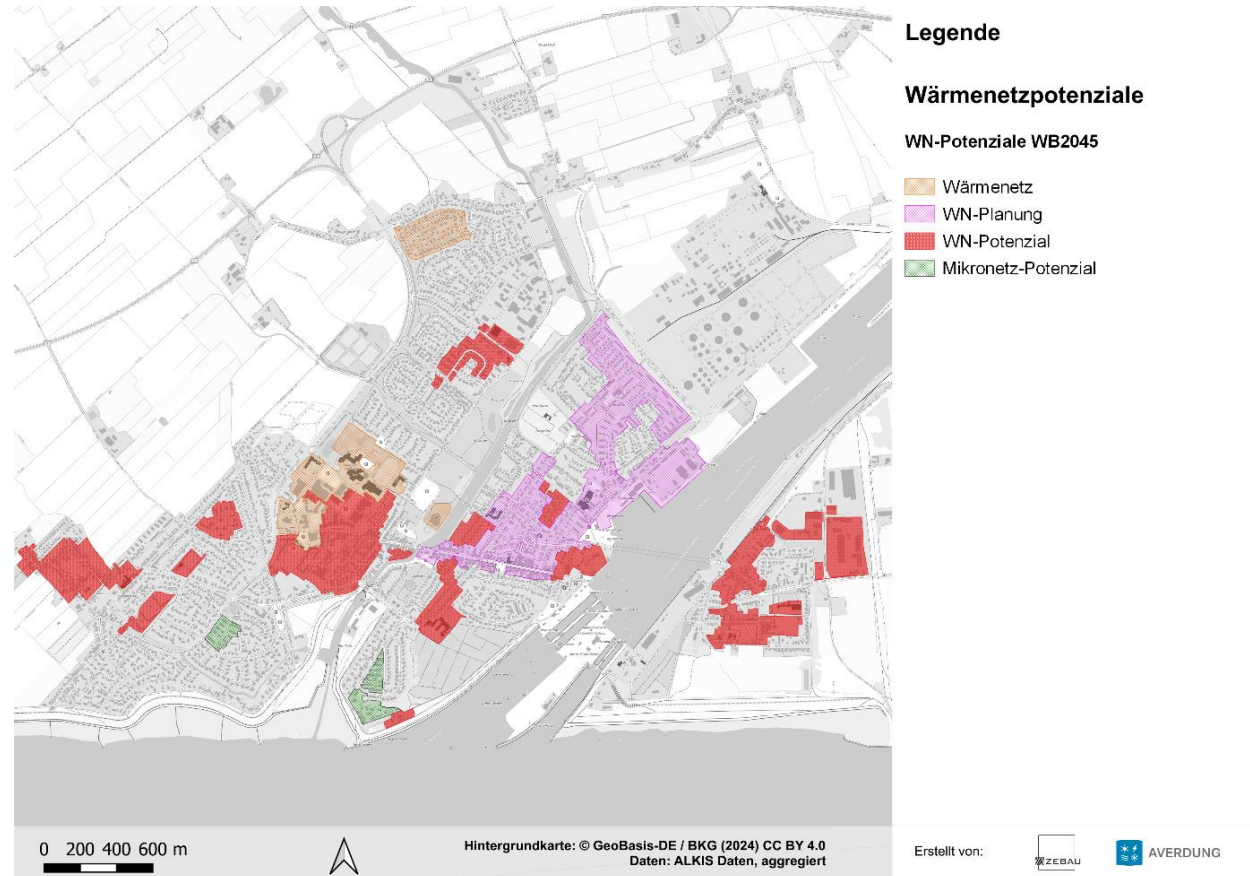 Legende
Wärmenetzpotenziale
WN-Potenziale WB2045
Wärmenetz
WN-Planung
WN-Potenzial
Mikronetz-Potenzial
0 200 400 600 m
Hintergrundkarte: © GeoBasis-DE / BKG (2024) CC BY 4.0
Daten: ALKIS Daten, aggregiert
Erstellt von:
ZEBAU
AVERDUNG